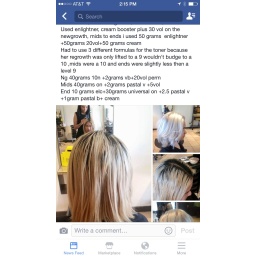 AT&T
2:15 PM
Search
Used enlightner, cream booster plus 30 vol on the
newgrowth, mids to ends i used 50 grams enlightner
+50grams 20vol+50 grams cream
Had to use 3 different formulas for the toner because
her regrowth was only lifted to a 9 wouldn't budge to a
10 ,mids were a 10 and ends were slightly less then a
level 9
Ng 40grams 10n +2grams xb+20vol perm
Mids 40grams on +2grams pastal v +5vol
End 10 grams elc+30grams universal on +2.5 pastal v
+1gram pastal b+ cream
Write a comment...
Post
News Feed
Marketplace
Notifications
More